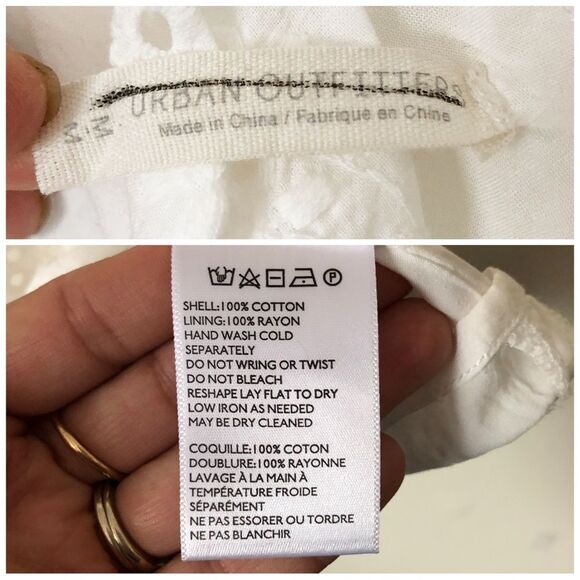 URBAN OUTFITTERS
M M
Made in China / Fabriqué en Chine
P
SHELL:100% COTTON
LINING:100% RAYON
HAND WASH COLD
SEPARATELY
DO NOT WRING OR TWIST
DO NOT BLEACH
RESHAPE LAY FLAT TO DRY
LOW IRON AS NEEDED
MAY BE DRY CLEANED
COQUILLE:100% COTON
DOUBLURE:100% RAYONNE
LAVAGE À LA MAIN À
TEMPÉRATURE FROIDE
SÉPARÉMENT
NE PAS ESSORER OU TORDRE
NE PAS BLANCHIR